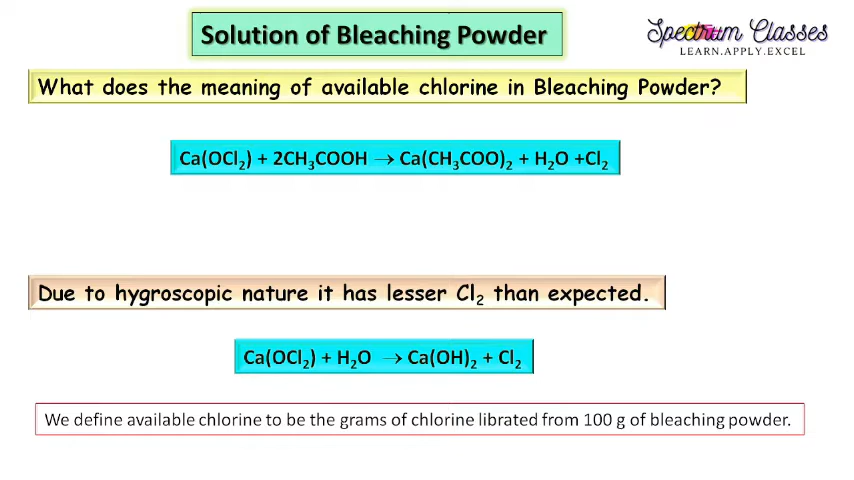 Solution of Bleaching Powder
Spectrum Classes
LEARN.APPLY.EXCEL
What does the meaning of available chlorine in Bleaching Powder?
Ca(OCl₂) + 2CH₃COOH → Ca(CH₃COO)₂ + H₂O +Cl₂
Due to hygroscopic nature it has lesser Cl₂ than expected.
Ca(OCl₂) + H₂O → Ca(OH)₂ + Cl₂
We define available chlorine to be the grams of chlorine librated from 100 g of bleaching powder.